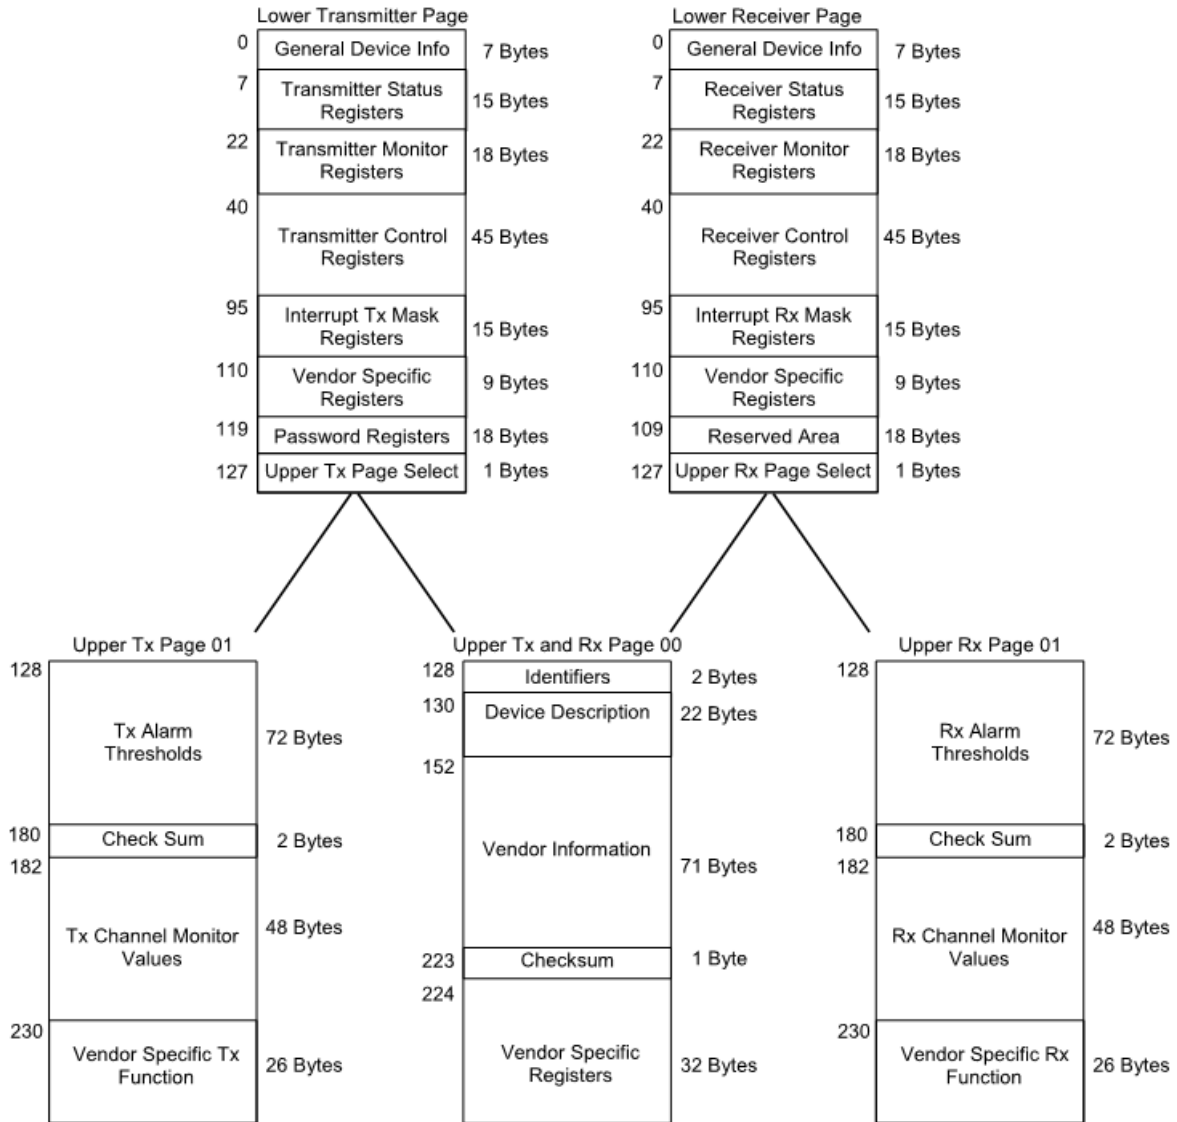 Lower Transmitter Page
0
General Device Info
7 Bytes
7
Transmitter Status
Registers
15 Bytes
22
Transmitter Monitor
Registers
18 Bytes
40
Transmitter Control
Registers
45 Bytes
95
Interrupt Tx Mask
Registers
15 Bytes
110
Vendor Specific
Registers
9 Bytes
119
Password Registers
18 Bytes
127
Upper Tx Page Select
1 Bytes
Lower Receiver Page
0
General Device Info
7 Bytes
7
Receiver Status
Registers
15 Bytes
22
Receiver Monitor
Registers
18 Bytes
40
Receiver Control
Registers
45 Bytes
95
Interrupt Rx Mask
Registers
15 Bytes
110
Vendor Specific
Registers
9 Bytes
109
Reserved Area
18 Bytes
127
Upper Rx Page Select
1 Bytes
Upper Tx Page 01
128
Tx Alarm
Thresholds
72 Bytes
180
Check Sum
2 Bytes
182
Tx Channel Monitor
Values
48 Bytes
230
Vendor Specific Tx
Function
26 Bytes
Upper Tx and Rx Page 00
128
Identifiers
2 Bytes
130
Device Description
22 Bytes
152
Vendor Information
71 Bytes
223
Checksum
1 Byte
224
Vendor Specific
Registers
32 Bytes
Upper Rx Page 01
128
Rx Alarm
Thresholds
72 Bytes
180
Check Sum
2 Bytes
182
Rx Channel Monitor
Values
48 Bytes
230
Vendor Specific Rx
Function
26 Bytes